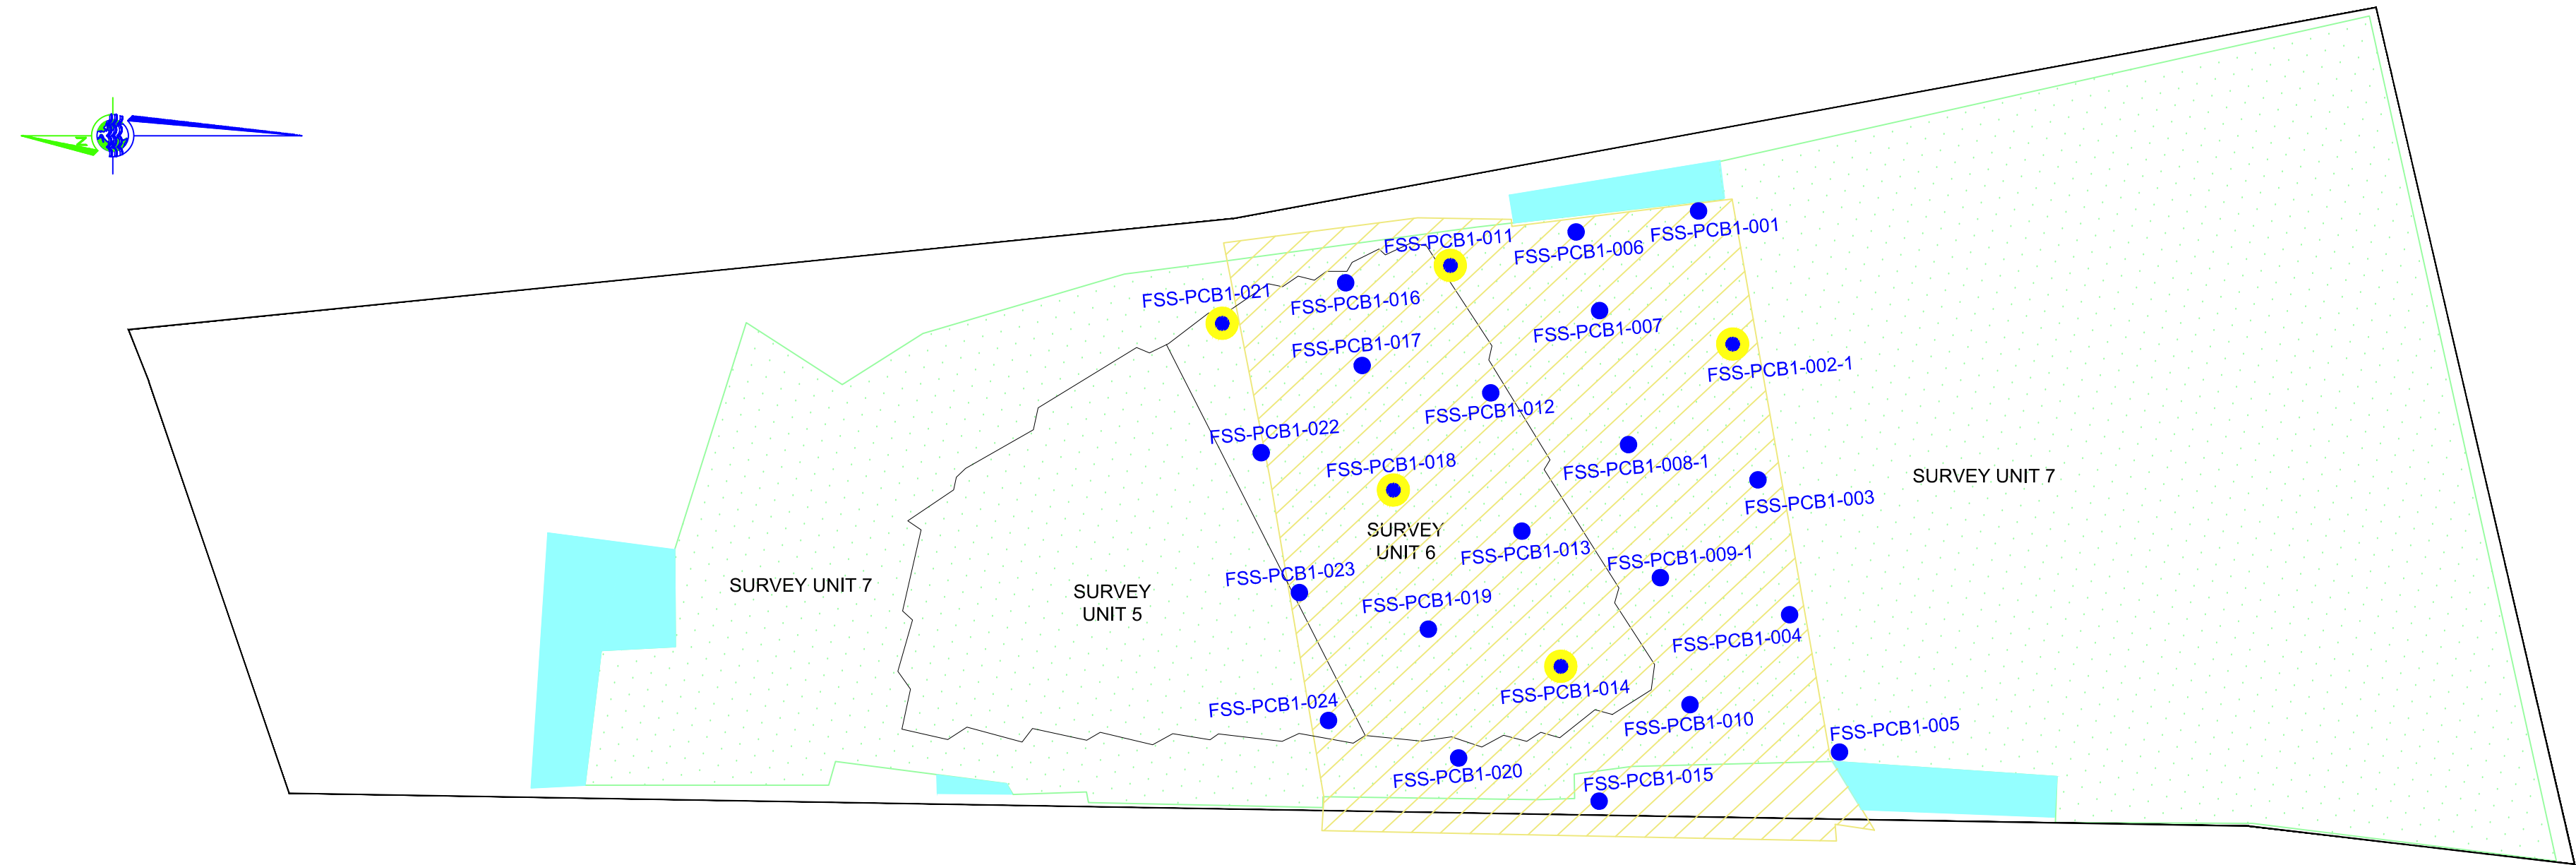 N
FSS-PCB1-001
FSS-PCB1-011
FSS-PCB1-006
FSS-PCB1-021
FSS-PCB1-016
FSS-PCB1-007
FSS-PCB1-017
FSS-PCB1-002-1
FSS-PCB1-012
FSS-PCB1-022
FSS-PCB1-018
FSS-PCB1-008-1
SURVEY UNIT 7
FSS-PCB1-003
SURVEY
UNIT 6
FSS-PCB1-013
FSS-PCB1-009-1
FSS-PCB1-023
SURVEY UNIT 7
SURVEY
UNIT 5
FSS-PCB1-019
FSS-PCB1-004
FSS-PCB1-014
FSS-PCB1-024
FSS-PCB1-010
FSS-PCB1-005
FSS-PCB1-020
FSS-PCB1-015